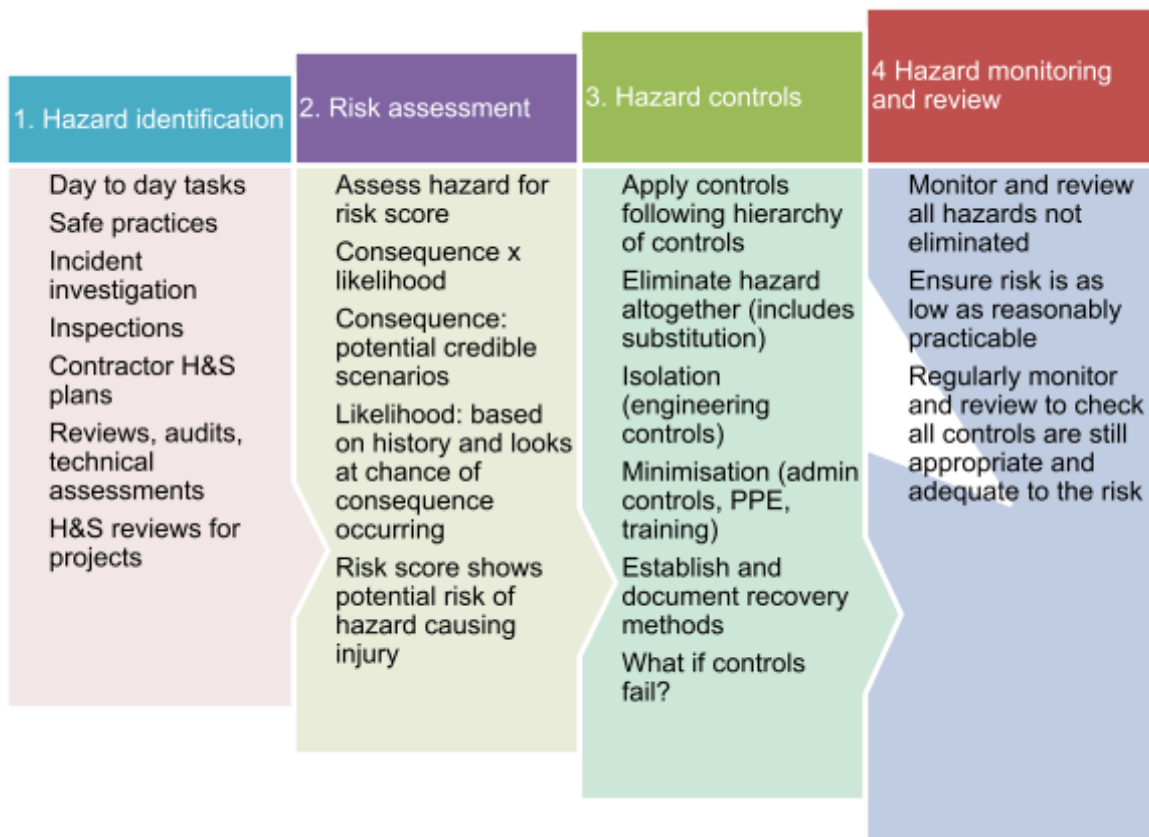 1. Hazard identification
Day to day tasks
Safe practices
Incident
investigation
Inspections
Contractor H&S
plans
Reviews, audits,
technical
assessments
H&S reviews for
projects
2. Risk assessment
Assess hazard for
risk score
Consequence x
likelihood
Consequence:
potential credible
scenarios
Likelihood: based
on history and looks
at chance of
consequence
occurring
Risk score shows
potential risk of
hazard causing
injury
3. Hazard controls
Apply controls
following hierarchy
of controls
Eliminate hazard
altogether (includes
substitution)
Isolation
(engineering
controls)
Minimisation (admin
controls, PPE,
training)
Establish and
document recovery
methods
What if controls
fail?
4 Hazard monitoring
and review
Monitor and review
all hazards not
eliminated
Ensure risk is as
low as reasonably
practicable
Regularly monitor
and review to check
all controls are still
appropriate and
adequate to the risk